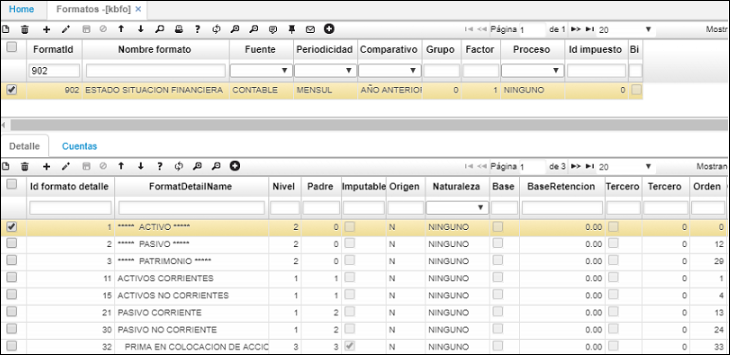 Home Formatos -[kbfo] ×
Página 1 de 1 20 Mostr
FormatId Nombre formato Fuente Periodicidad Comparativo Grupo Factor Proceso Id impuesto Bi
902
902 ESTADO SITUACION FINANCIERA CONTABLE MENSUL AÑO ANTERIOI 0 1 NINGUNO 0
Detalle Cuentas
Página 1 de 3 20 Mostran
Id formato detalle FormatDetailName Nivel Padre Imputable Origen Naturaleza Base BaseRetencion Tercero Tercero Orden
1 ***** ACTIVO ***** 2 0 N NINGUNO 0.00 0 0
2 ***** PASIVO ***** 2 0 N NINGUNO 0.00 0 12
3 ***** PATRIMONIO ***** 2 0 N NINGUNO 0.00 0 29
11 ACTIVOS CORRIENTES 1 1 N NINGUNO 0.00 0 1
15 ACTIVOS NO CORRIENTES 1 1 N NINGUNO 0.00 0 4
21 PASIVO CORRIENTE 1 2 N NINGUNO 0.00 0 13
30 PASIVO NO CORRIENTE 1 2 N NINGUNO 0.00 0 24
32 PRIMA EN COLOCACION DE ACCIO 3 3 N NINGUNO 0.00 0 33